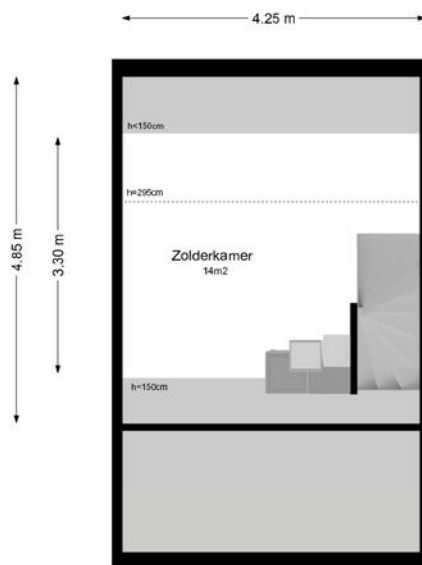 4.25 m
h<150cm
h=295cm
4.85 m
3.30 m
Zolderkamer
14m2
h<150cm